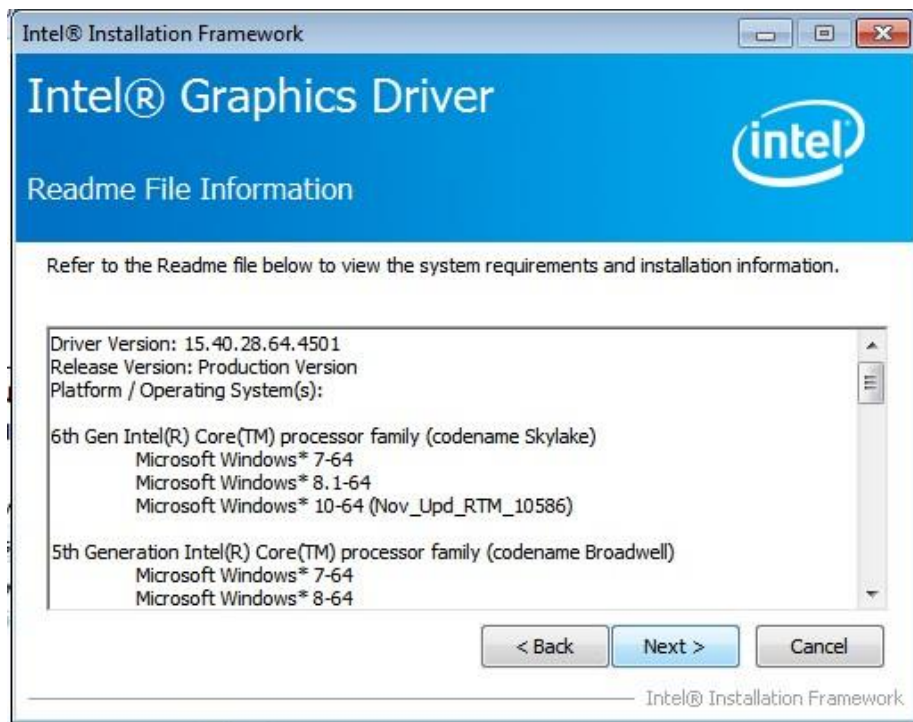 Intel® Installation Framework
Intel® Graphics Driver
intel®
Readme File Information
Refer to the Readme file below to view the system requirements and installation information.
Driver Version: 15.40.28.64.4501
Release Version: Production Version
Platform / Operating System(s):
6th Gen Intel(R) Core(TM) processor family (codename Skylake)
Microsoft Windows* 7-64
Microsoft Windows* 8.1-64
Microsoft Windows* 10-64 (Nov_Upd_RTM_10586)
5th Generation Intel(R) Core(TM) processor family (codename Broadwell)
Microsoft Windows* 7-64
Microsoft Windows* 8-64
< Back
Next >
Cancel
Intel® Installation Framework